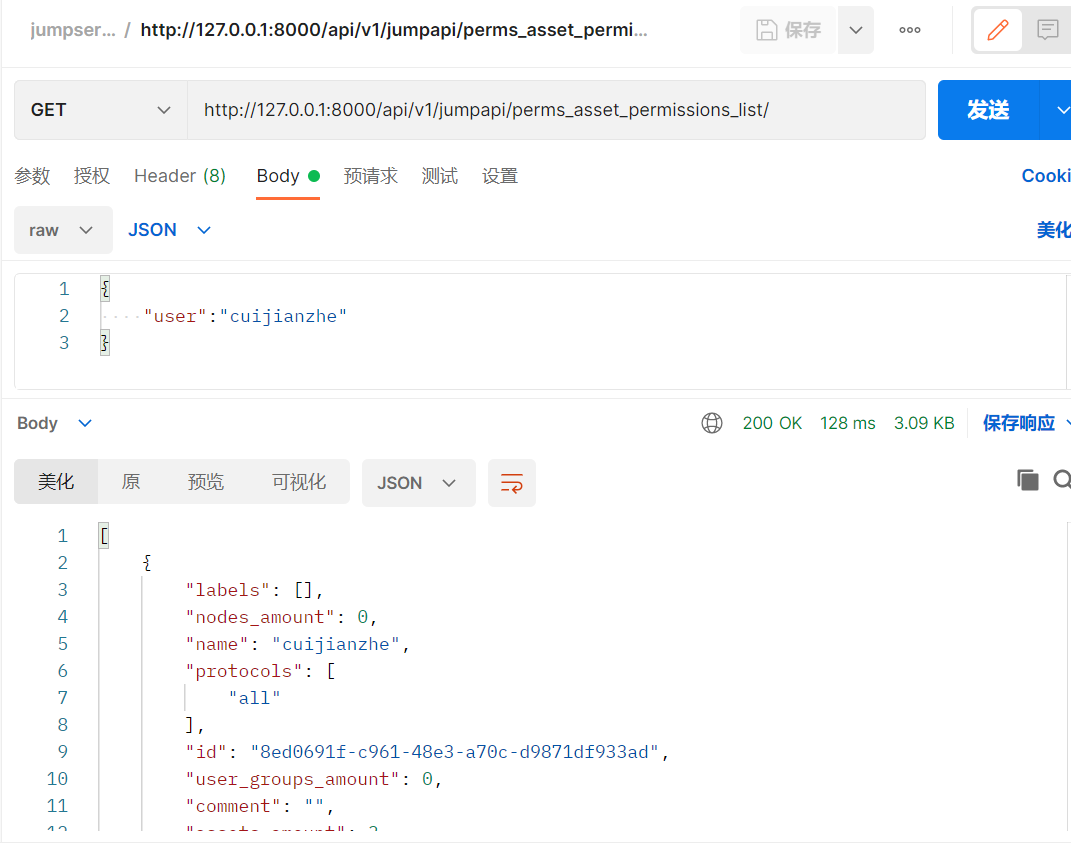 jumpser... / http://127.0.0.1:8000/api/v1/jumpapi/perms_asset_permi...
保存
GET http://127.0.0.1:8000/api/v1/jumpapi/perms_asset_permissions_list/ 发送
参数 授权 Header (8) Body 预请求 测试 设置 Cooki
raw JSON 美化
1 {
2 ····"user":"cuijianzhe"
3 }
Body 200 OK 128 ms 3.09 KB 保存响应
美化 原 预览 可视化 JSON
1 [
2 {
3 "labels": [],
4 "nodes_amount": 0,
5 "name": "cuijianzhe",
6 "protocols": [
7 "all"
8 ],
9 "id": "8ed0691f-c961-48e3-a70c-d9871df933ad",
10 "user_groups_amount": 0,
11 "comment": "",